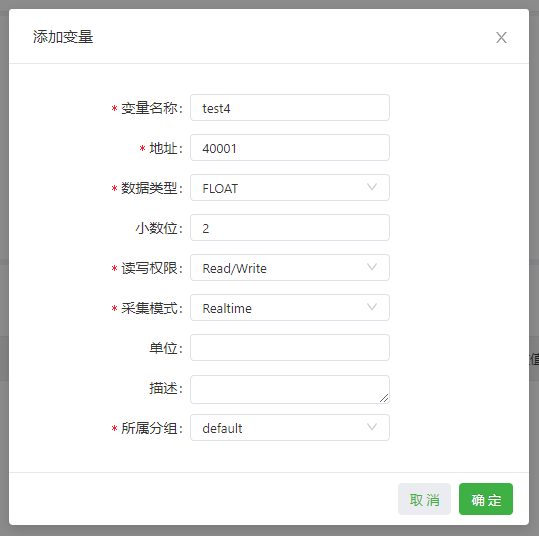 添加变量
* 变量名称: test4
* 地址: 40001
* 数据类型: FLOAT
小数位: 2
* 读写权限: Read/Write
* 采集模式: Realtime
单位:
描述:
* 所属分组: default
取 消 确 定